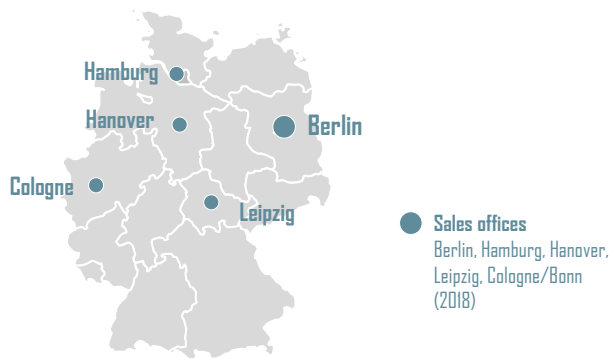 Hamburg
Hanover
Berlin
Cologne
Leipzig
Sales offices
Berlin, Hamburg, Hanover,
Leipzig, Cologne/Bonn
(2018)